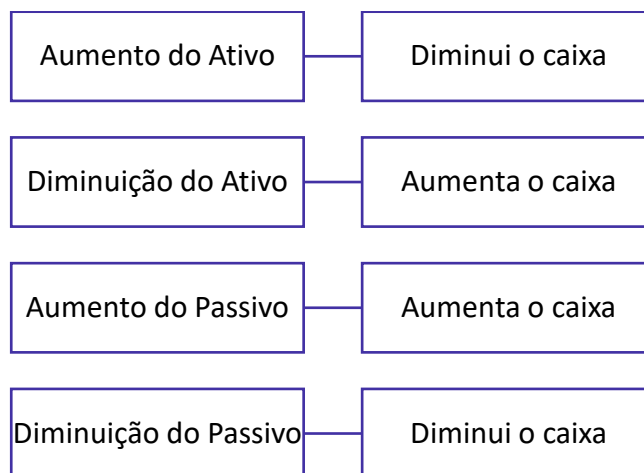 Aumento do Ativo
Diminui o caixa
Diminuição do Ativo
Aumenta o caixa
Aumento do Passivo
Aumenta o caixa
Diminuição do Passivo
Diminui o caixa